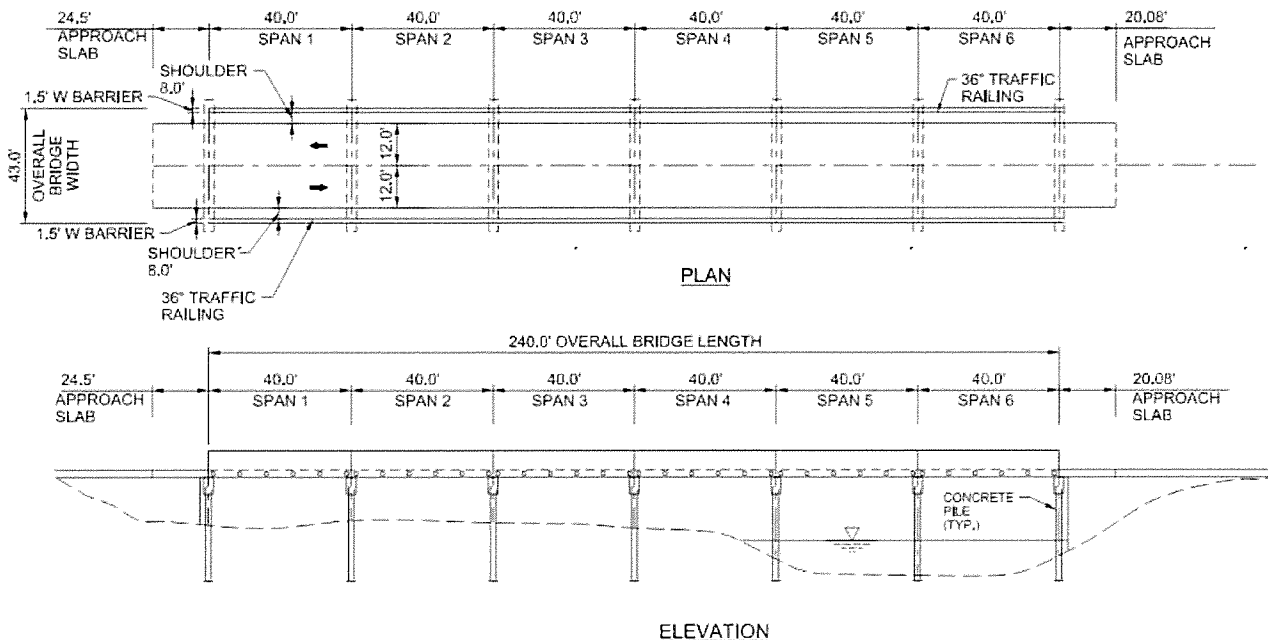 24.5'
40.0'
40.0'
40.0'
40.0'
40.0'
40.0'
20.08'
APPROACH
SLAB
SPAN 1
SPAN 2
SPAN 3
SPAN 4
SPAN 5
SPAN 6
APPROACH
SLAB
SHOULDER
8.0'
36" TRAFFIC
RAILING
1.5' W BARRIER
43.0'
OVERALL
BRIDGE
WIDTH
12.0'
12.0'
1.5' W BARRIER
SHOULDER
8.0'
36" TRAFFIC
RAILING
PLAN
240.0' OVERALL BRIDGE LENGTH
24.5'
40.0'
40.0'
40.0'
40.0'
40.0'
40.0'
20.08'
APPROACH
SLAB
SPAN 1
SPAN 2
SPAN 3
SPAN 4
SPAN 5
SPAN 6
APPROACH
SLAB
CONCRETE
PILE
(TYP.)
ELEVATION